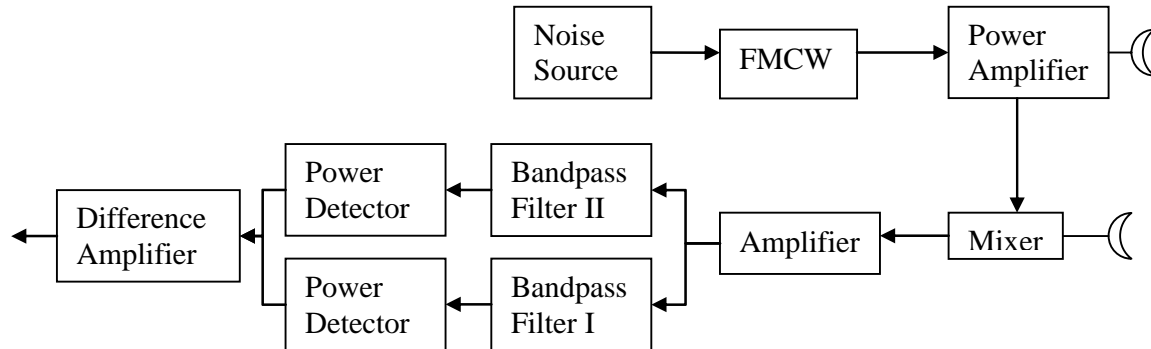 Noise
Source
FMCW
Power
Amplifier
Power
Detector
Bandpass
Filter II
Difference
Amplifier
Amplifier
Mixer
Power
Detector
Bandpass
Filter I